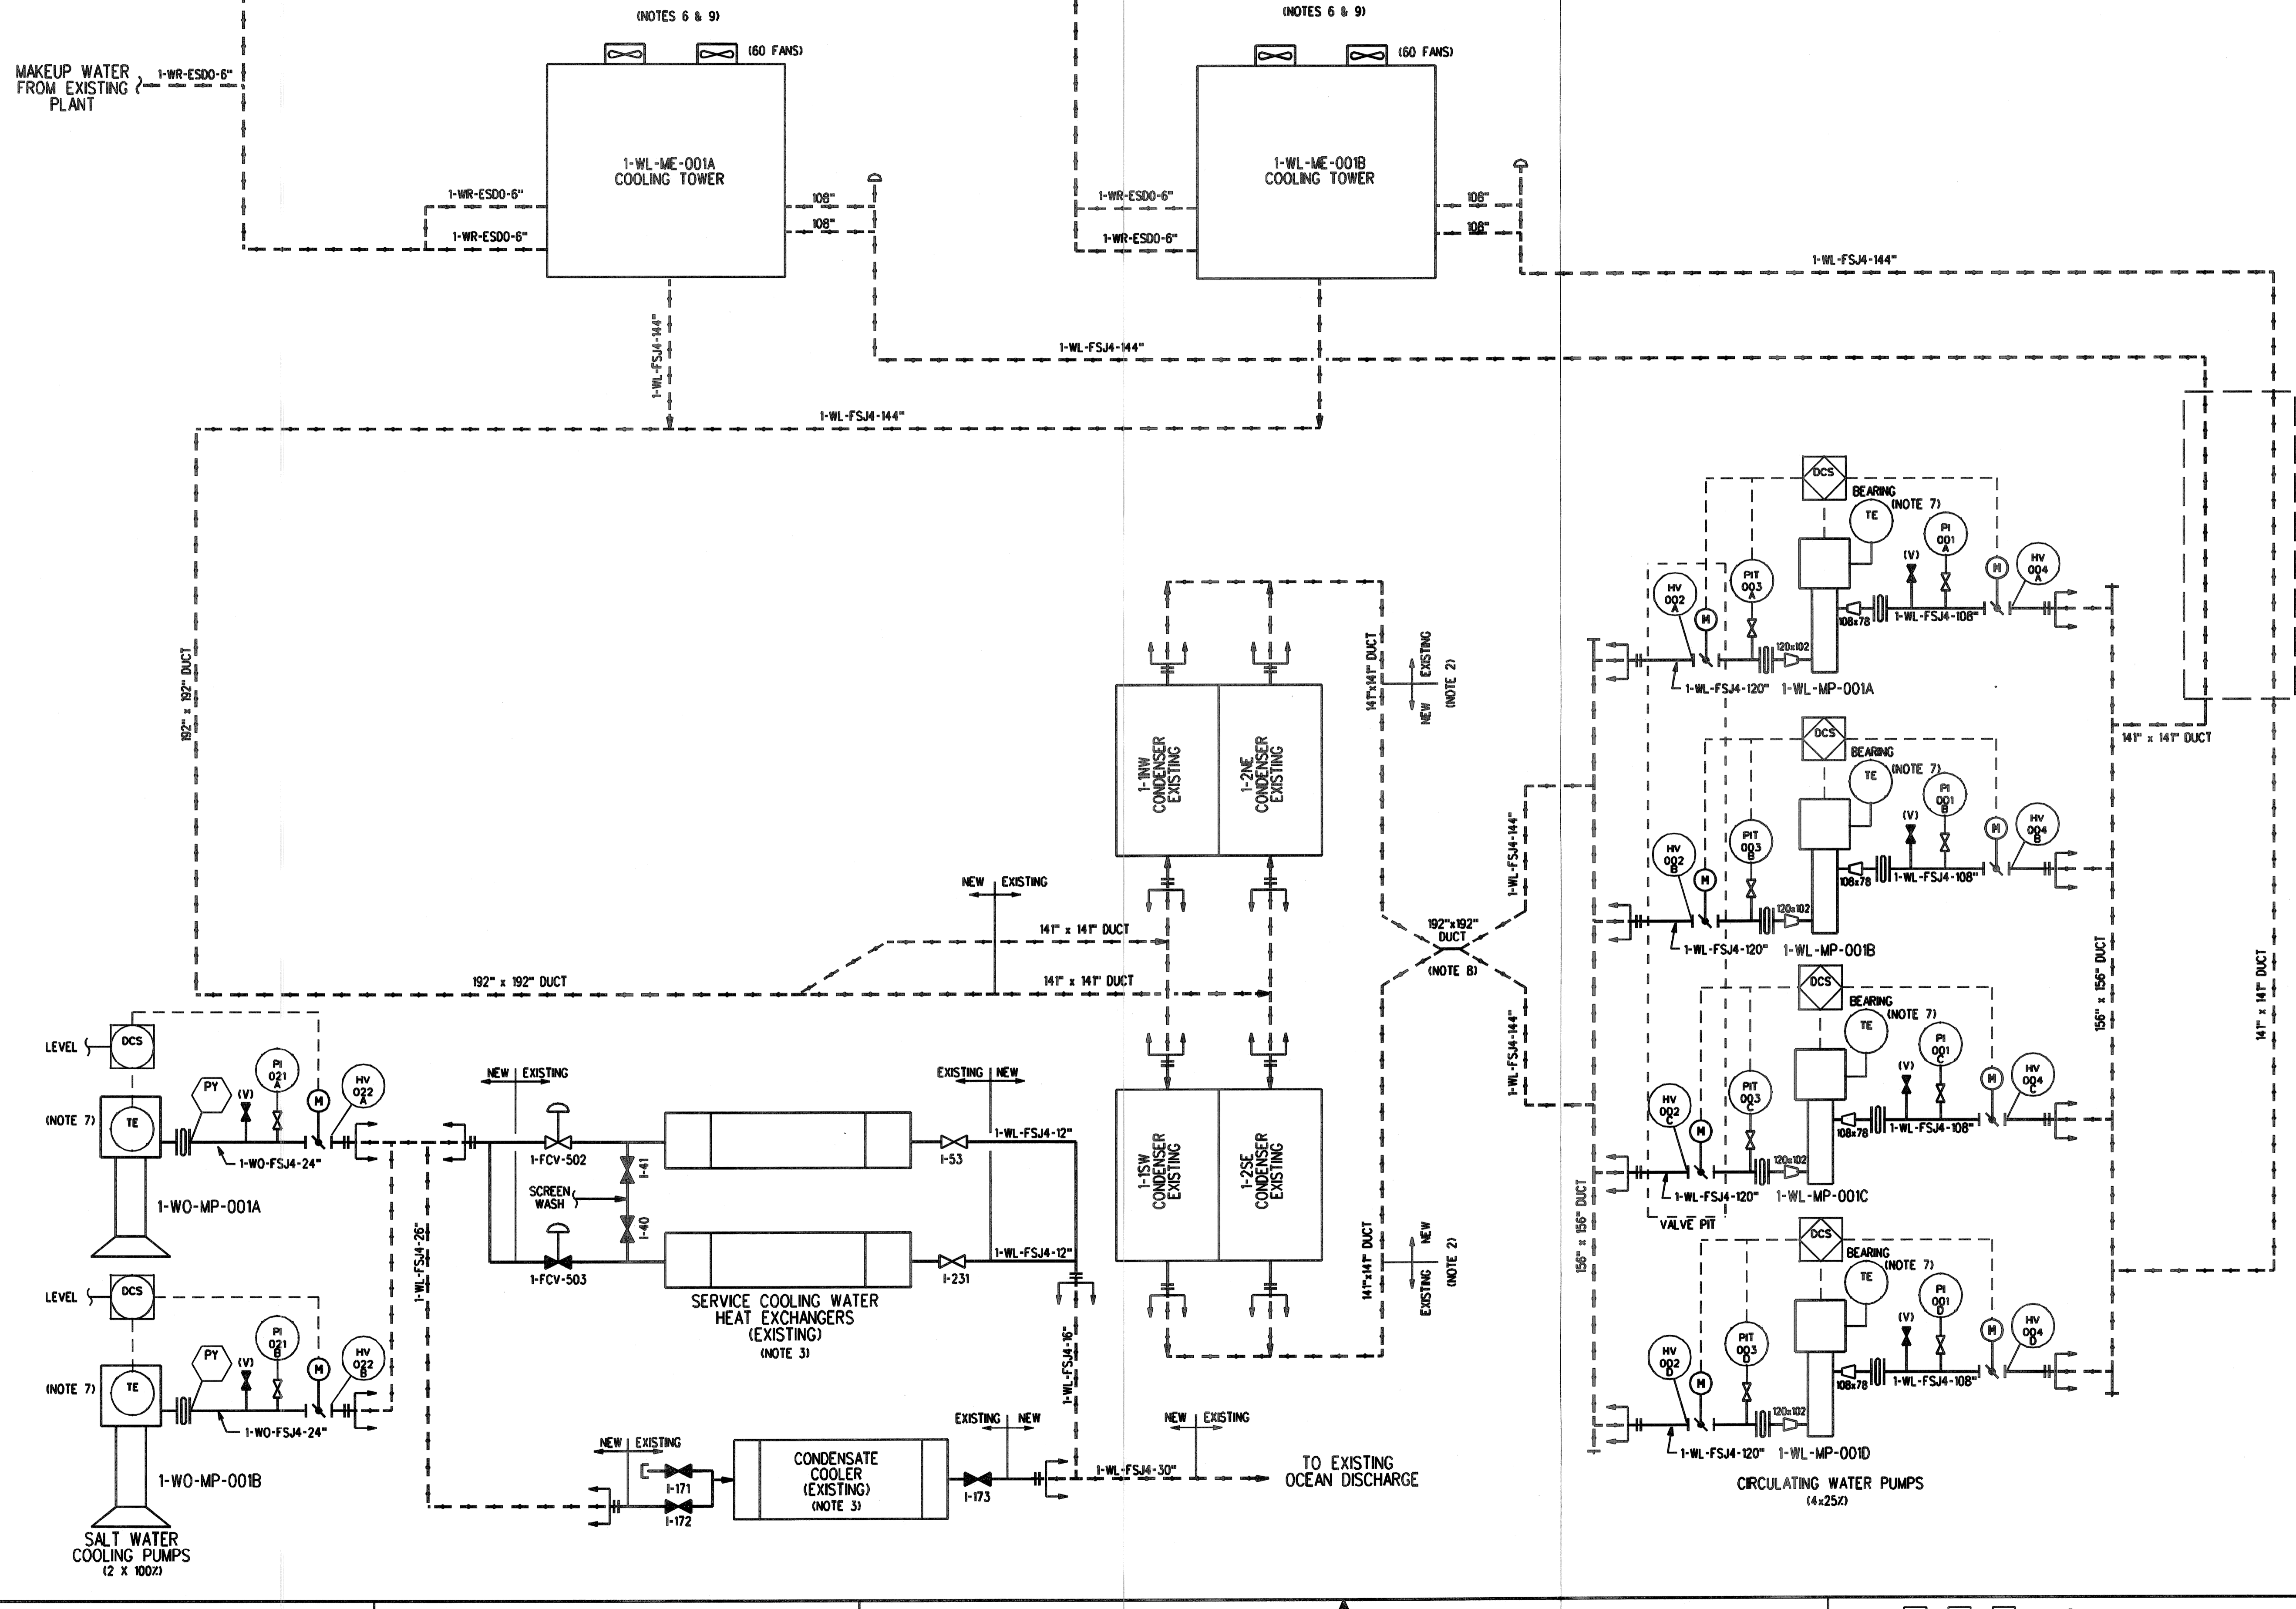 (NOTES 6 & 9)
(NOTES 6 & 9)
(60 FANS)
(60 FANS)
MAKEUP WATER
FROM EXISTING
PLANT
1-WR-ESDO-6"
1-WL-ME-001A
COOLING TOWER
1-WL-ME-001B
COOLING TOWER
1-WR-ESDO-6"
1-WR-ESDO-6"
108"
108"
1-WR-ESDO-6"
1-WR-ESDO-6"
108"
108"
1-WL-FSJ4-144"
1-WL-FSJ4-144"
1-WL-FSJ4-144"
1-WL-FSJ4-144"
192" x 192" DUCT
192" x 192" DUCT
NEW
EXISTING
141" x 141" DUCT
141" x 141" DUCT
1-1NW
CONDENSER
EXISTING
1-2NE
CONDENSER
EXISTING
1-1SW
CONDENSER
EXISTING
1-2SE
CONDENSER
EXISTING
141"x141" DUCT
NEW
EXISTING
(NOTE 2)
192"x192"
DUCT
(NOTE 8)
1-WL-FSJ4-144"
1-WL-FSJ4-144"
141"x141" DUCT
EXISTING
NEW
(NOTE 2)
LEVEL
DCS
(NOTE 7)
TE
PY
(V)
PI
021
A
M
HV
022
A
1-WO-FSJ4-24"
1-WO-MP-001A
LEVEL
DCS
(NOTE 7)
TE
PY
(V)
PI
021
B
M
HV
022
B
1-WO-FSJ4-24"
1-WO-MP-001B
SALT WATER
COOLING PUMPS
(2 X 100%)
1-WL-FSJ4-26"
NEW
EXISTING
1-FCV-502
I-41
SCREEN
WASH
I-40
1-FCV-503
EXISTING
NEW
I-53
1-WL-FSJ4-12"
I-231
1-WL-FSJ4-12"
SERVICE COOLING WATER
HEAT EXCHANGERS
(EXISTING)
(NOTE 3)
1-WL-FSJ4-16"
NEW
EXISTING
I-171
I-172
CONDENSATE
COOLER
(EXISTING)
(NOTE 3)
I-173
EXISTING
NEW
1-WL-FSJ4-30"
NEW
EXISTING
TO EXISTING
OCEAN DISCHARGE
DCS
BEARING
(NOTE 7)
TE
PI
001
A
(V)
M
HV
004
A
HV
002
A
M
PIT
003
A
120x102
108x78
1-WL-FSJ4-108"
1-WL-FSJ4-120"
1-WL-MP-001A
DCS
BEARING
(NOTE 7)
TE
PI
001
B
(V)
M
HV
004
B
HV
002
B
M
PIT
003
B
120x102
108x78
1-WL-FSJ4-108"
1-WL-FSJ4-120"
1-WL-MP-001B
DCS
BEARING
(NOTE 7)
TE
PI
001
C
(V)
M
HV
004
C
HV
002
C
M
PIT
003
C
120x102
108x78
1-WL-FSJ4-108"
1-WL-FSJ4-120"
1-WL-MP-001C
VALVE PIT
DCS
BEARING
(NOTE 7)
TE
PI
001
D
(V)
M
HV
004
D
HV
002
D
M
PIT
003
D
120x102
108x78
1-WL-FSJ4-108"
1-WL-FSJ4-120"
1-WL-MP-001D
CIRCULATING WATER PUMPS
(4x25%)
156" x 156" DUCT
156" x 156" DUCT
141" x 141" DUCT
141" x 141" DUCT